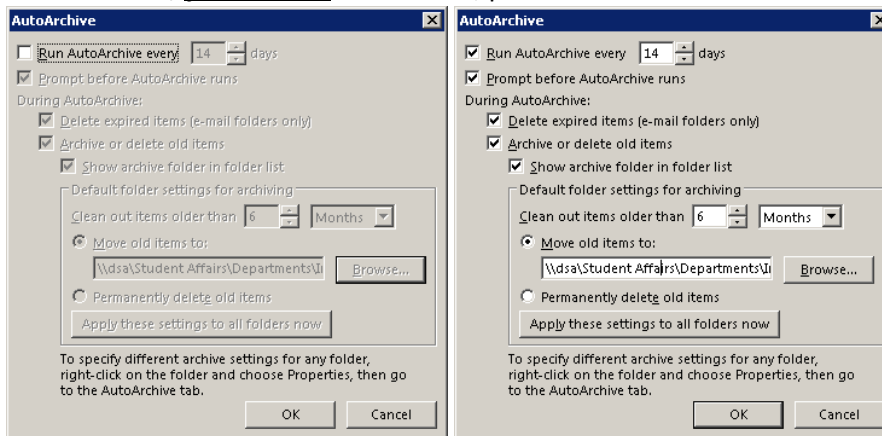 AutoArchive
Run AutoArchive every 14 days
Prompt before AutoArchive runs
During AutoArchive:
Delete expired items (e-mail folders only)
Archive or delete old items
Show archive folder in folder list
Default folder settings for archiving
Clean out items older than 6 Months
Move old items to:
\\dsa\Student Affairs\Departments\ Browse...
Permanently delete old items
Apply these settings to all folders now
To specify different archive settings for any folder,
right-click on the folder and choose Properties, then go
to the AutoArchive tab.
OK Cancel
AutoArchive
Run AutoArchive every 14 days
Prompt before AutoArchive runs
During AutoArchive:
Delete expired items (e-mail folders only)
Archive or delete old items
Show archive folder in folder list
Default folder settings for archiving
Clean out items older than 6 Months
Move old items to:
\\dsa\Student Affairs\Departments\ Browse...
Permanently delete old items
Apply these settings to all folders now
To specify different archive settings for any folder,
right-click on the folder and choose Properties, then go
to the AutoArchive tab.
OK Cancel